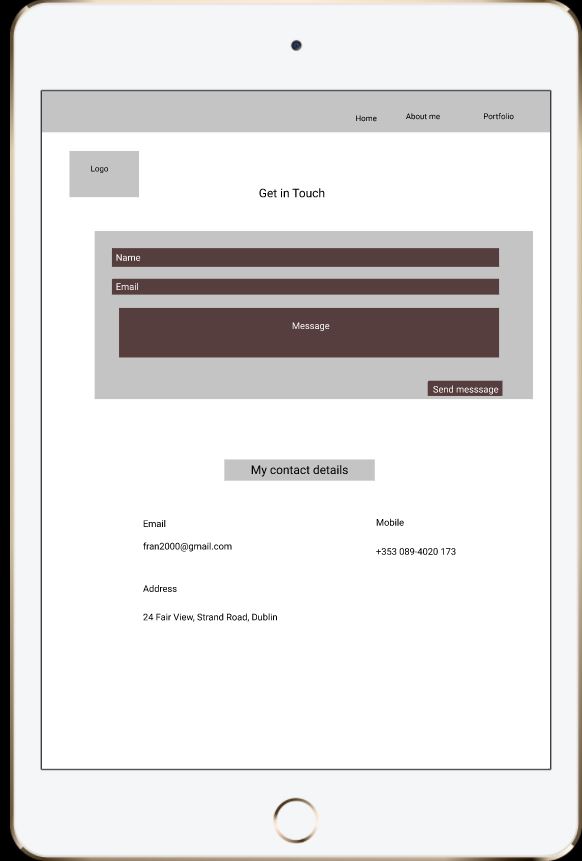 Home About me Portfolio
Logo
Get in Touch
Name
Email
Message
Send messsage
My contact details
Email
Mobile
fran2000@gmail.com
+353 089-4020 173
Address
24 Fair View, Strand Road, Dublin